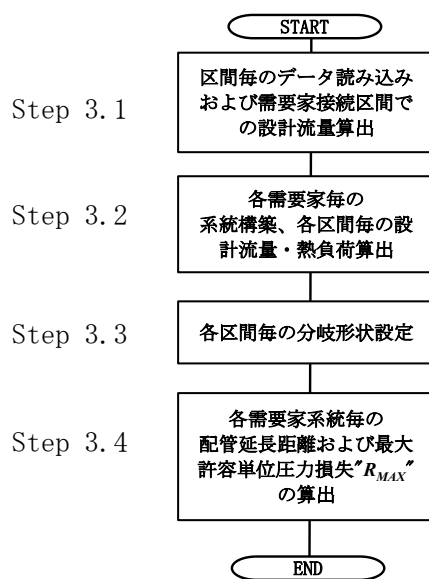 START
Step 3.1
区間毎のデータ読み込み
および需要家接続区間で
の設計流量算出
Step 3.2
各需要家毎の
系統構築、各区間毎の設
計流量・熱負荷算出
Step 3.3
各区間毎の分岐形状設定
Step 3.4
各需要家系統毎の
配管延長距離および最大
許容単位圧力損失"R_MAX"
の算出
END